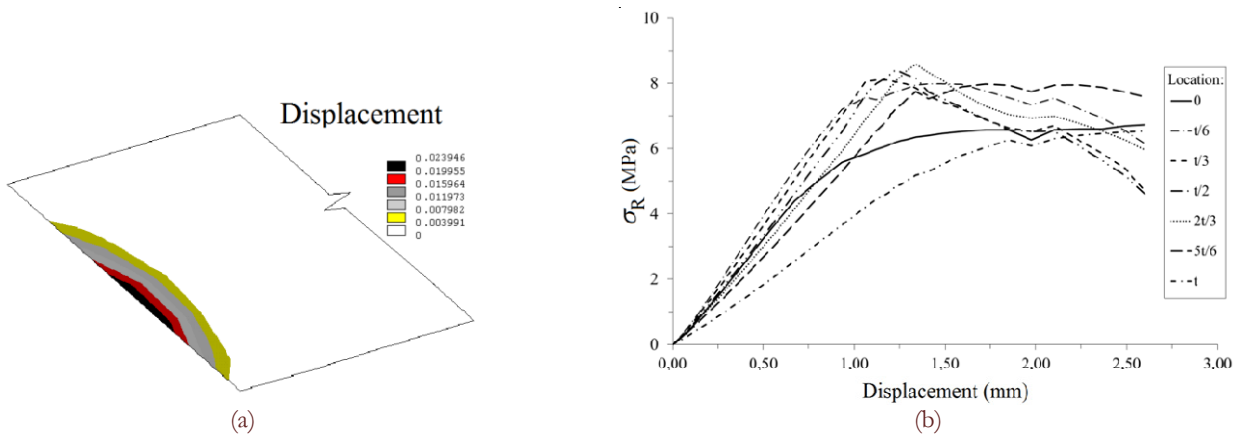 Displacement
0.023946
0.019955
0.015964
0.011973
0.007982
0.003991
0
(a)
σR (MPa)
10
8
6
4
2
0
0,00
0,50
1.00
1.50
2.00
2,50
3.00
Displacement (mm)
Location:
0
t/6
t/3
t/2
2t/3
5t/6
t
(b)